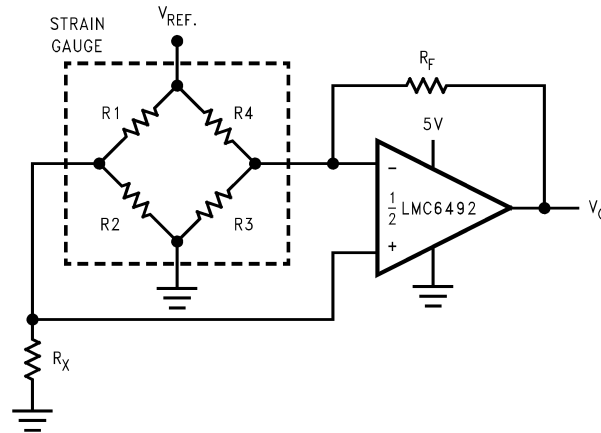 STRAIN
GAUGE
VREF.
R1
R4
R2
R3
RF
5V
−
1/2 LMC6492
+
RX